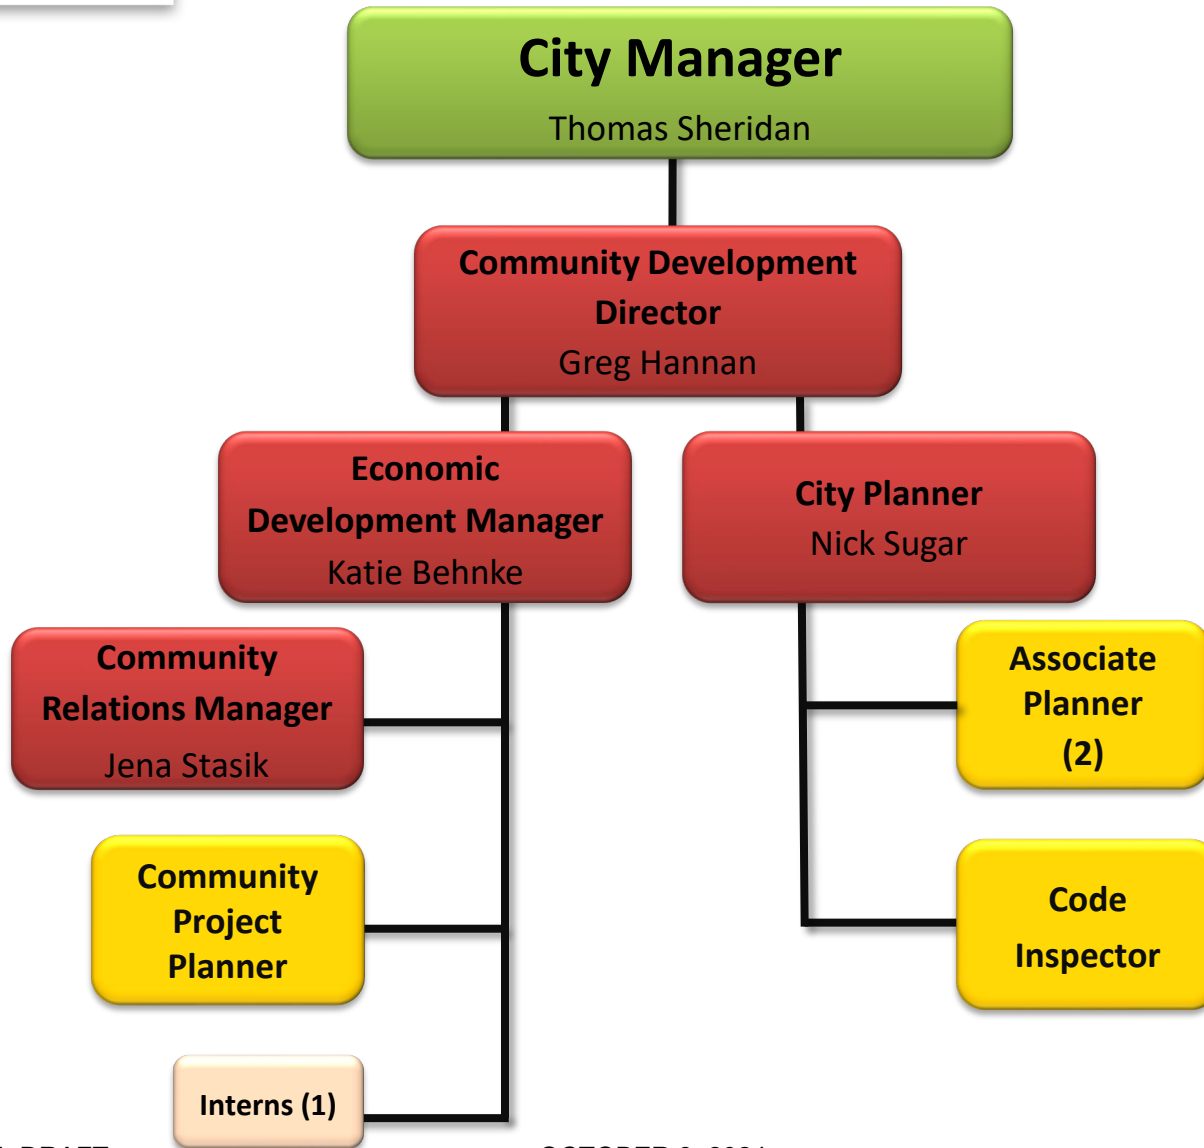 City Manager
Thomas Sheridan
Community Development
Director
Greg Hannan
Economic
Development Manager
Katie Behnke
City Planner
Nick Sugar
Community
Relations Manager
Jena Stasik
Associate
Planner
(2)
Community
Project
Planner
Code
Inspector
Interns (1)